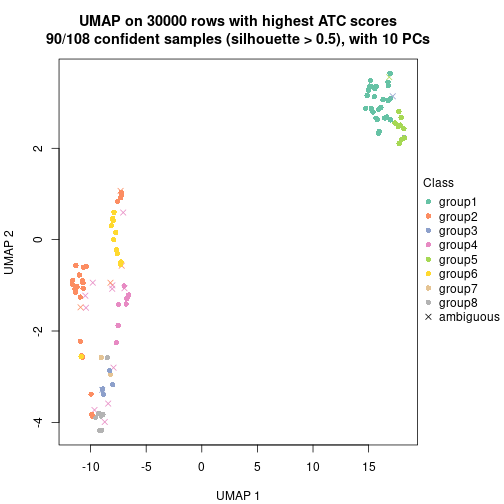 UMAP on 30000 rows with highest ATC scores
90/108 confident samples (silhouette > 0.5), with 10 PCs
UMAP 2
2
0
-2
-4
-10
-5
0
5
10
15
UMAP 1
Class
group1
group2
group3
group4
group5
group6
group7
group8
ambiguous